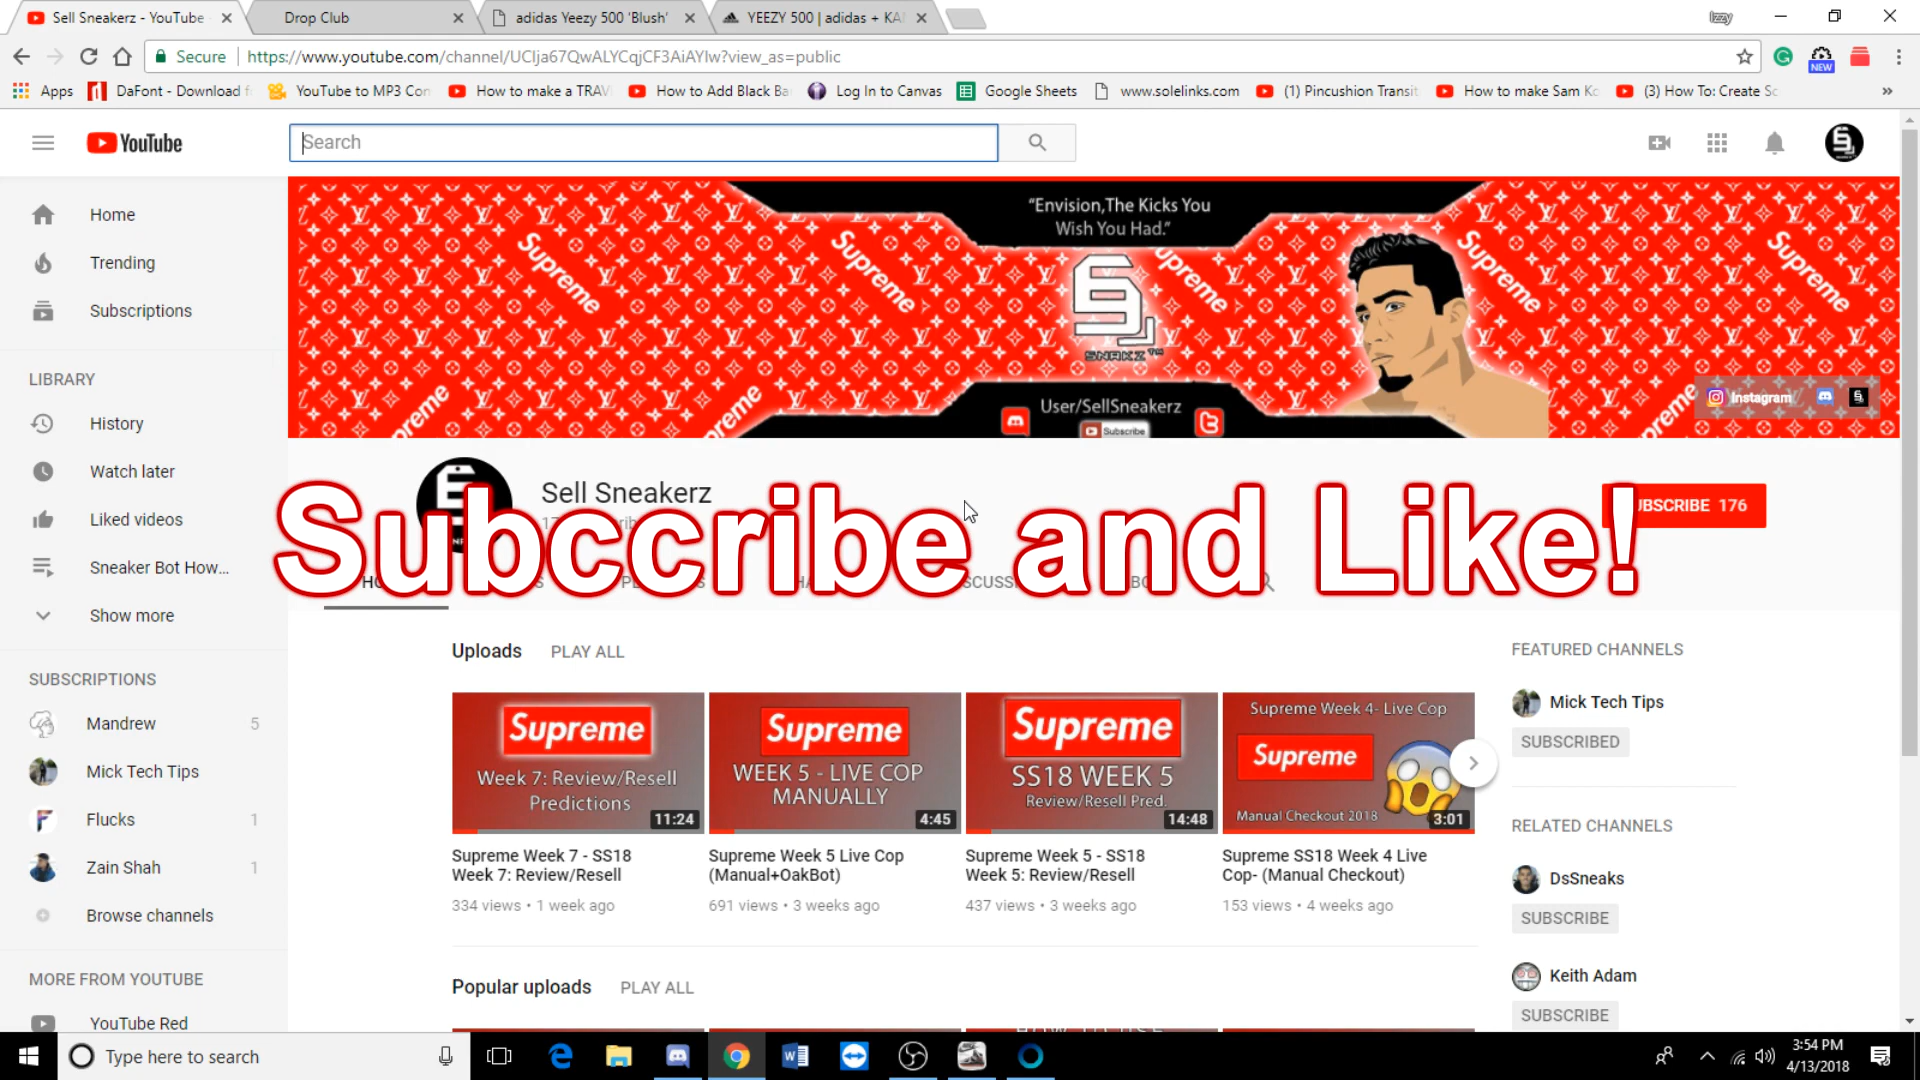 Sell Sneakerz - YouTube
Drop Club
adidas Yeezy 500 'Blush'
YEEZY 500 | adidas + KA
Izzy
Secure
https://www.youtube.com/channel/UCIja67QwALYCqjCF3AiAYIw?view_as=public
Apps
DaFont - Download
YouTube to MP3 Con
How to make a TRAV
How to Add Black Ba
Log In to Canvas
Google Sheets
www.solelinks.com
(1) Pincushion Transit
How to make Sam Ko
(3) How To: Create Sc
NEW
YouTube
Search
Home
Trending
Subscriptions
LIBRARY
History
Watch later
Liked videos
Sneaker Bot How...
Show more
SUBSCRIPTIONS
Mandrew 5
Mick Tech Tips
Flucks 1
Zain Shah 1
Browse channels
MORE FROM YOUTUBE
YouTube Red
"Envision,The Kicks You
Wish You Had."
Supreme
Supreme
Supreme
Supreme
SNAKZ™
User/SellSneakerz
Subscribe
Instagram
Sell Sneakerz
UBSCRIBE 176
Subccribe and Like!
Uploads PLAY ALL
Supreme
Week 7: Review/Resell
Predictions
11:24
Supreme
WEEK 5 - LIVE COP
MANUALLY
4:45
Supreme
SS18 WEEK 5
Review/Resell Pred.
14:48
Supreme Week 4- Live Cop
Supreme
Manual Checkout 2018
3:01
Supreme Week 7 - SS18
Week 7: Review/Resell
334 views • 1 week ago
Supreme Week 5 Live Cop
(Manual+OakBot)
691 views • 3 weeks ago
Supreme Week 5 - SS18
Week 5: Review/Resell
437 views • 3 weeks ago
Supreme SS18 Week 4 Live
Cop- (Manual Checkout)
153 views • 4 weeks ago
Popular uploads PLAY ALL
FEATURED CHANNELS
Mick Tech Tips
SUBSCRIBED
RELATED CHANNELS
DsSneaks
SUBSCRIBE
Keith Adam
SUBSCRIBE
Type here to search
3:54 PM
4/13/2018